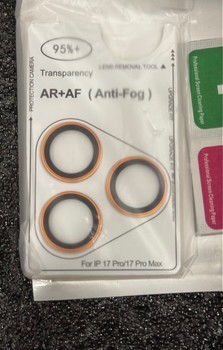 95%+
LENS REMOVAL TOOL ▲
Transparency
AR+AF ( Anti-Fog )
PROTECTION CAMERA
For IP 17 Pro/17 Pro Max
Professional Screen Cleaning Paper
Professional Screen Cleaning Paper